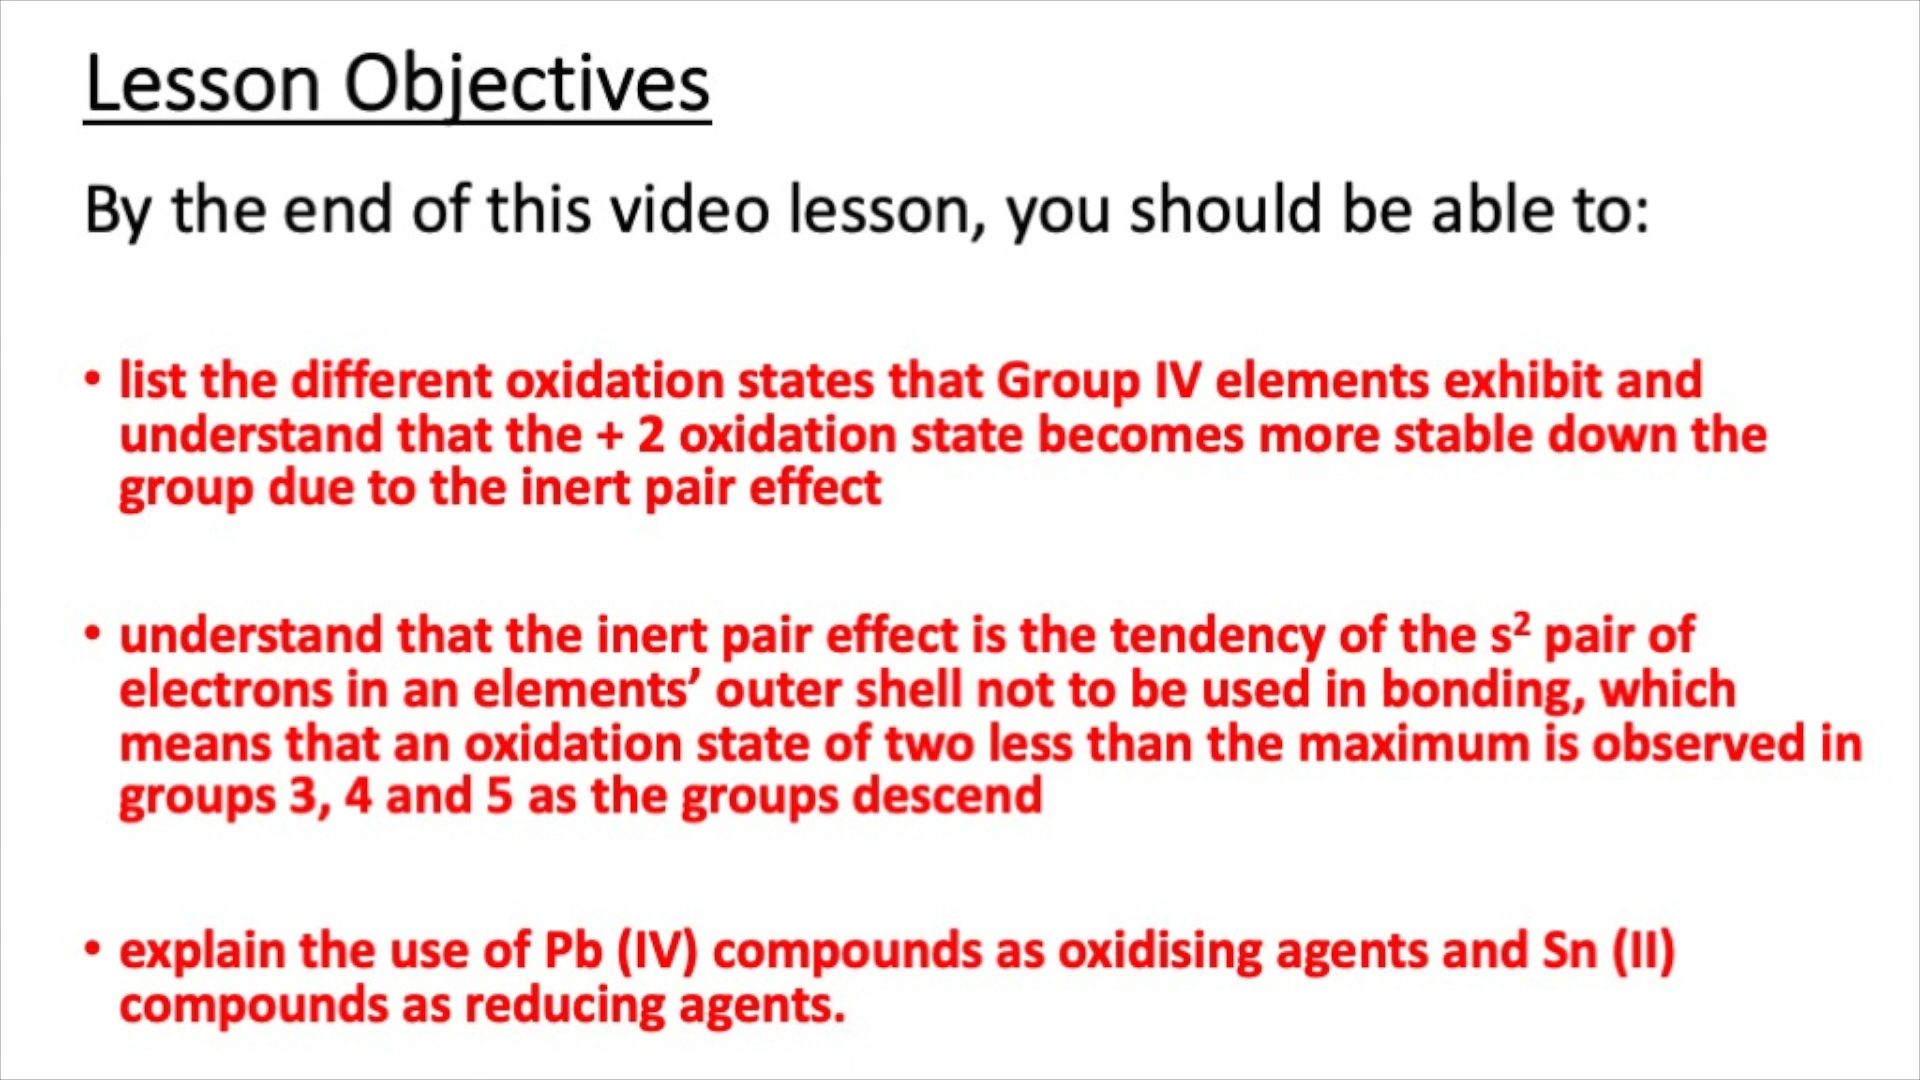 Lesson Objectives
By the end of this video lesson, you should be able to:
• list the different oxidation states that Group IV elements exhibit and
understand that the + 2 oxidation state becomes more stable down the
group due to the inert pair effect
• understand that the inert pair effect is the tendency of the s² pair of
electrons in an elements’ outer shell not to be used in bonding, which
means that an oxidation state of two less than the maximum is observed in
groups 3, 4 and 5 as the groups descend
• explain the use of Pb (IV) compounds as oxidising agents and Sn (II)
compounds as reducing agents.